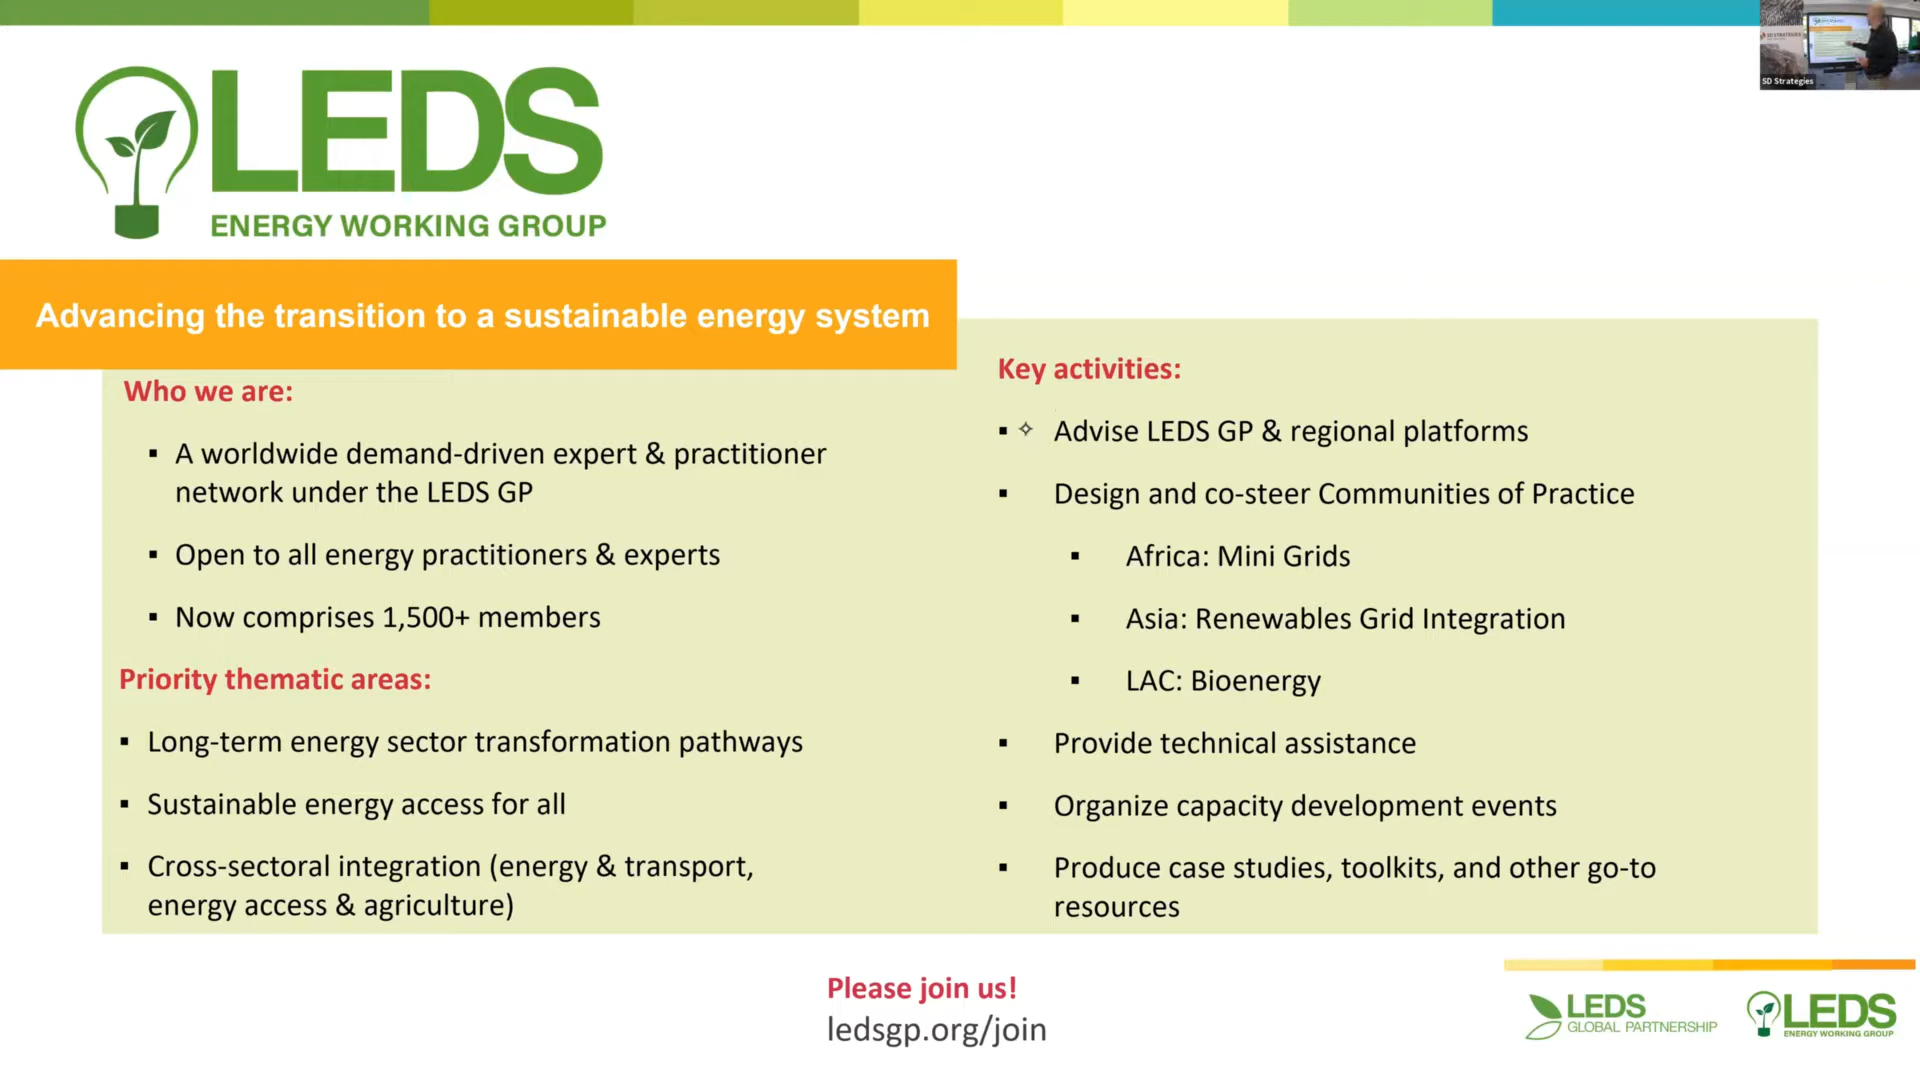 LEDS
ENERGY WORKING GROUP
SD Strategies
Advancing the transition to a sustainable energy system
Who we are:
▪ A worldwide demand-driven expert & practitioner
network under the LEDS GP
▪ Open to all energy practitioners & experts
▪ Now comprises 1,500+ members
Priority thematic areas:
▪ Long-term energy sector transformation pathways
▪ Sustainable energy access for all
▪ Cross-sectoral integration (energy & transport,
energy access & agriculture)
Key activities:
▪ ✧ Advise LEDS GP & regional platforms
▪ Design and co-steer Communities of Practice
▪ Africa: Mini Grids
▪ Asia: Renewables Grid Integration
▪ LAC: Bioenergy
▪ Provide technical assistance
▪ Organize capacity development events
▪ Produce case studies, toolkits, and other go-to
resources
Please join us!
ledsgp.org/join
LEDS
GLOBAL PARTNERSHIP
LEDS
ENERGY WORKING GROUP